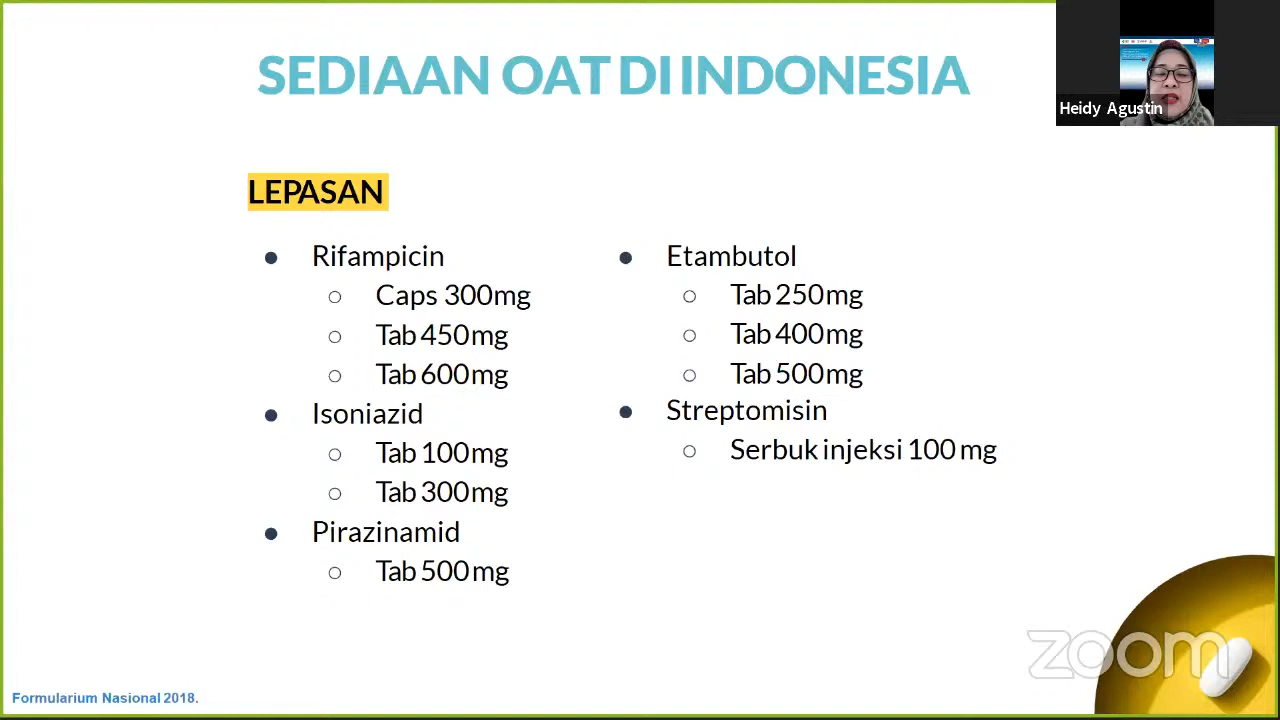 SEDIAAN OAT DI INDONESIA
Heidy Agustin
LEPASAN
● Rifampicin
○ Caps 300mg
○ Tab 450mg
○ Tab 600mg
● Isoniazid
○ Tab 100mg
○ Tab 300mg
● Pirazinamid
○ Tab 500mg
● Etambutol
○ Tab 250mg
○ Tab 400mg
○ Tab 500mg
● Streptomisin
○ Serbuk injeksi 100 mg
Formularium Nasional 2018.
zoom